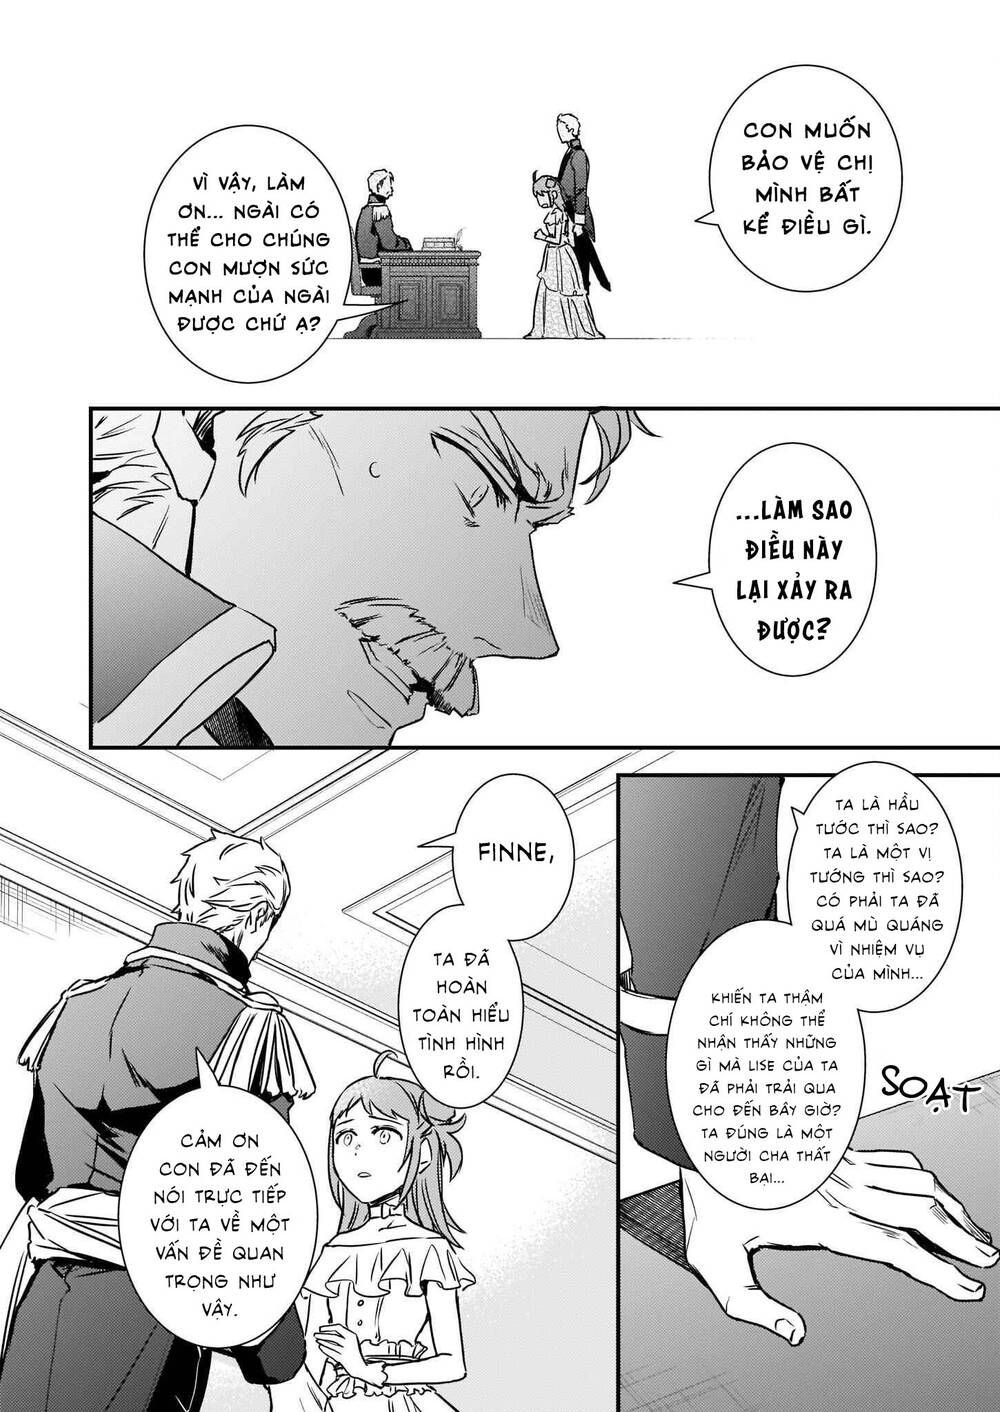 CON MUỐN
BẢO VỆ CHỊ
MÌNH BẤT
KỂ ĐIỀU GÌ.
VÌ VẬY, LÀM
ƠN... NGÀI CÓ
THỂ CHO CHÚNG
CON MƯỢN SỨC
MẠNH CỦA NGÀI
ĐƯỢC CHỨ Ạ?
...LÀM SAO
ĐIỀU NÀY
LẠI XẢY RA
ĐƯỢC?
TA LÀ HẦU
TƯỚC THÌ SAO?
TA LÀ MỘT VỊ
TƯỚNG THÌ SAO?
CÓ PHẢI TA ĐÃ
QUÁ MÙ QUÁNG
VÌ NHIỆM VỤ
CỦA MÌNH...
KHIẾN TA THẬM
CHÍ KHÔNG THỂ
NHẬN THẤY NHỮNG
GÌ MÀ LISE CỦA TA
ĐÃ PHẢI TRẢI QUA
CHO ĐẾN BÂY GIỜ?
TA ĐÚNG LÀ MỘT
NGƯỜI CHA THẤT
BẠI...
SOẠT
FINNE,
TA ĐÃ
HOÀN
TOÀN HIỂU
TÌNH HÌNH
RỒI.
CẢM ƠN
CON ĐÃ ĐẾN
NÓI TRỰC TIẾP
VỚI TA VỀ MỘT
VẤN ĐỀ QUAN
TRỌNG NHƯ
VẬY.